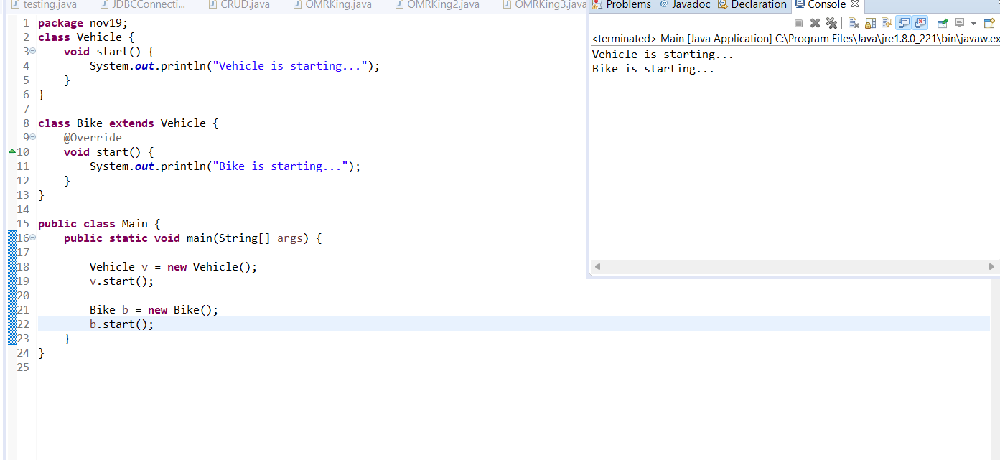 testing.java JDBCConnecti... CRUD.java OMRKing.java OMRKing2.java OMRKing3.java
Problems @ Javadoc Declaration Console
<terminated> Main [Java Application] C:\Program Files\Java\jre1.8.0_221\bin\javaw.ex
Vehicle is starting...
Bike is starting...
1 package nov19;
2 class Vehicle {
3     void start() {
4         System.out.println("Vehicle is starting...");
5     }
6 }
7
8 class Bike extends Vehicle {
9     @Override
10     void start() {
11         System.out.println("Bike is starting...");
12     }
13 }
14
15 public class Main {
16     public static void main(String[] args) {
17
18         Vehicle v = new Vehicle();
19         v.start();
20
21         Bike b = new Bike();
22         b.start();
23     }
24 }
25